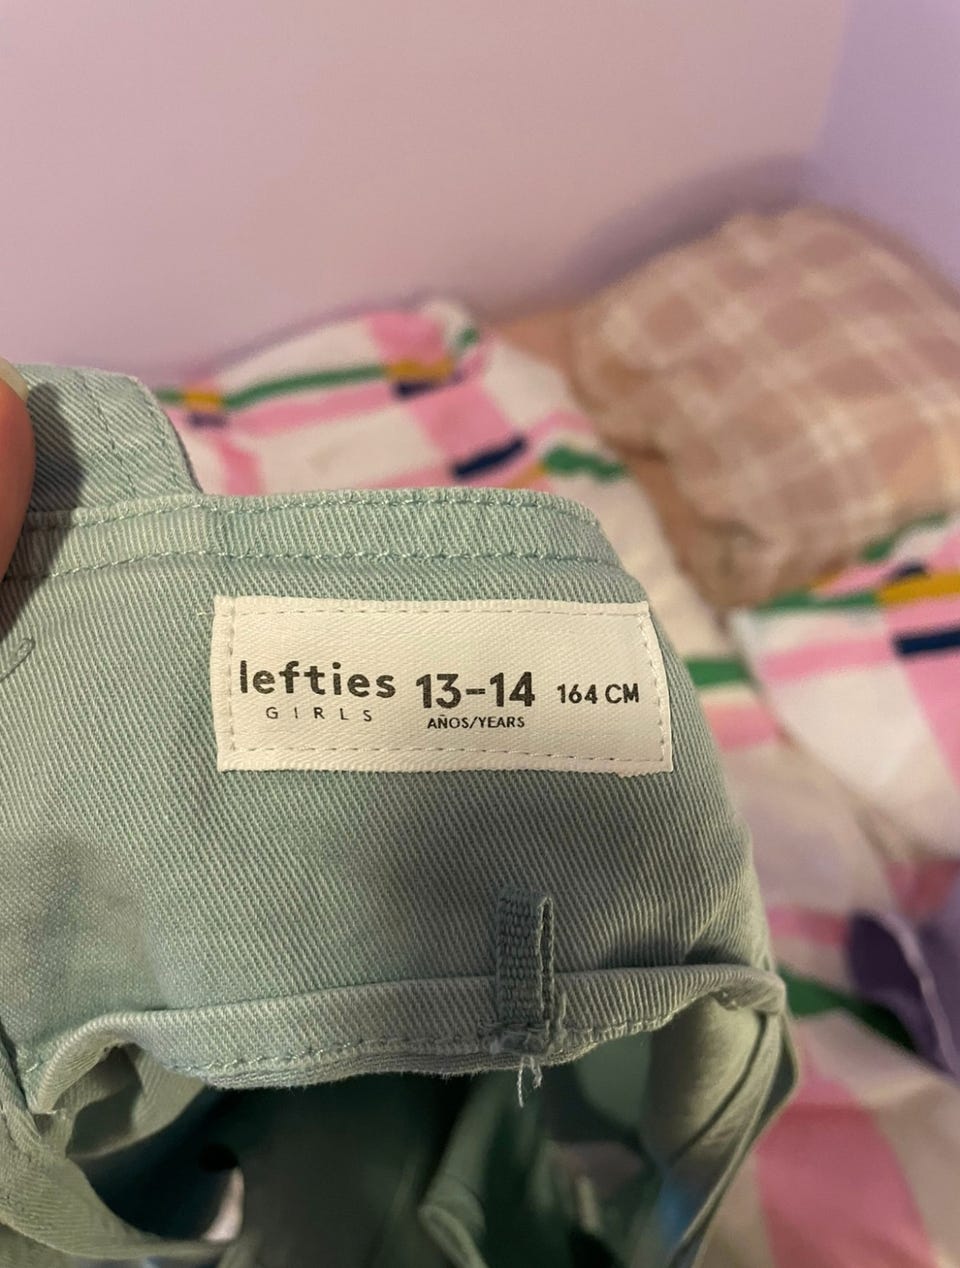 lefties 13-14 164 CM
GIRLS AÑOS/YEARS